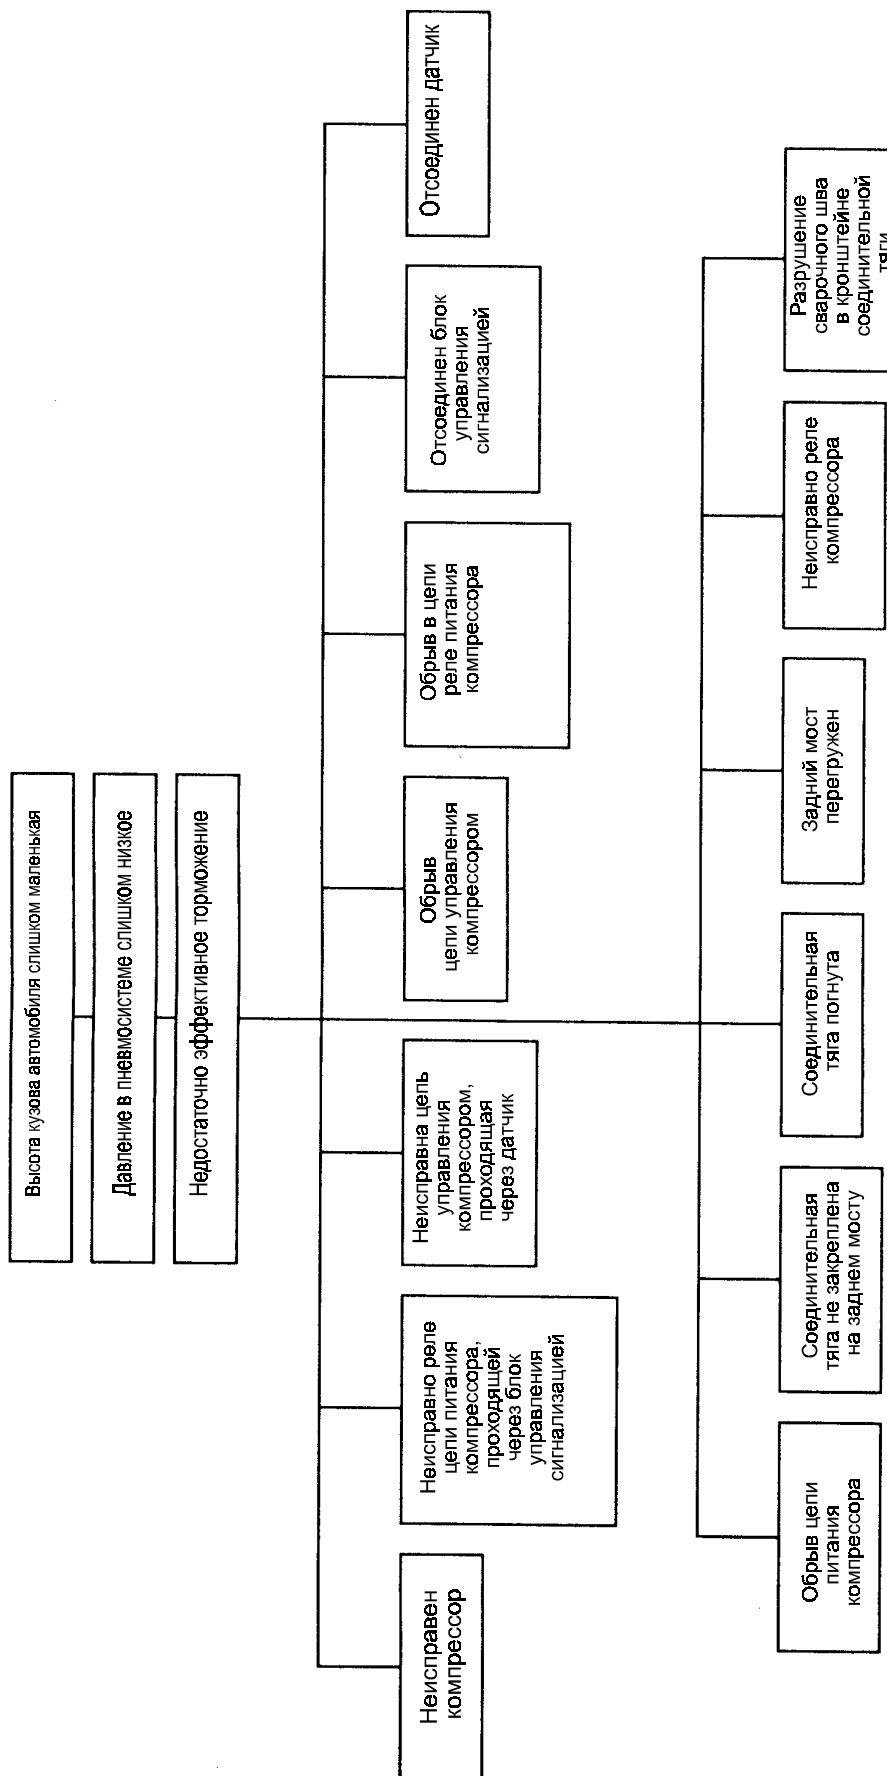 Высота кузова автомобиля слишком маленькая
Давление в пневмосистеме слишком низкое
Недостаточно эффективное торможение
Неисправен
компрессор
Неисправно реле
цепи питания
компрессора,
проходящей
через блок
управления
сигнализацией
Неисправна цепь
управления
компрессором,
проходящая
через датчик
Обрыв
цепи управления
компрессором
Обрыв в цепи
реле питания
компрессора
Отсоединен блок
управления
сигнализацией
Отсоединен датчик
Обрыв цепи
питания
компрессора
Соединительная
тяга не закреплена
на заднем мосту
Соединительная
тяга погнута
Задний мост
перегружен
Неисправно реле
компрессора
Разрушение
сварочного шва
в кронштейне
соединительной
тяги